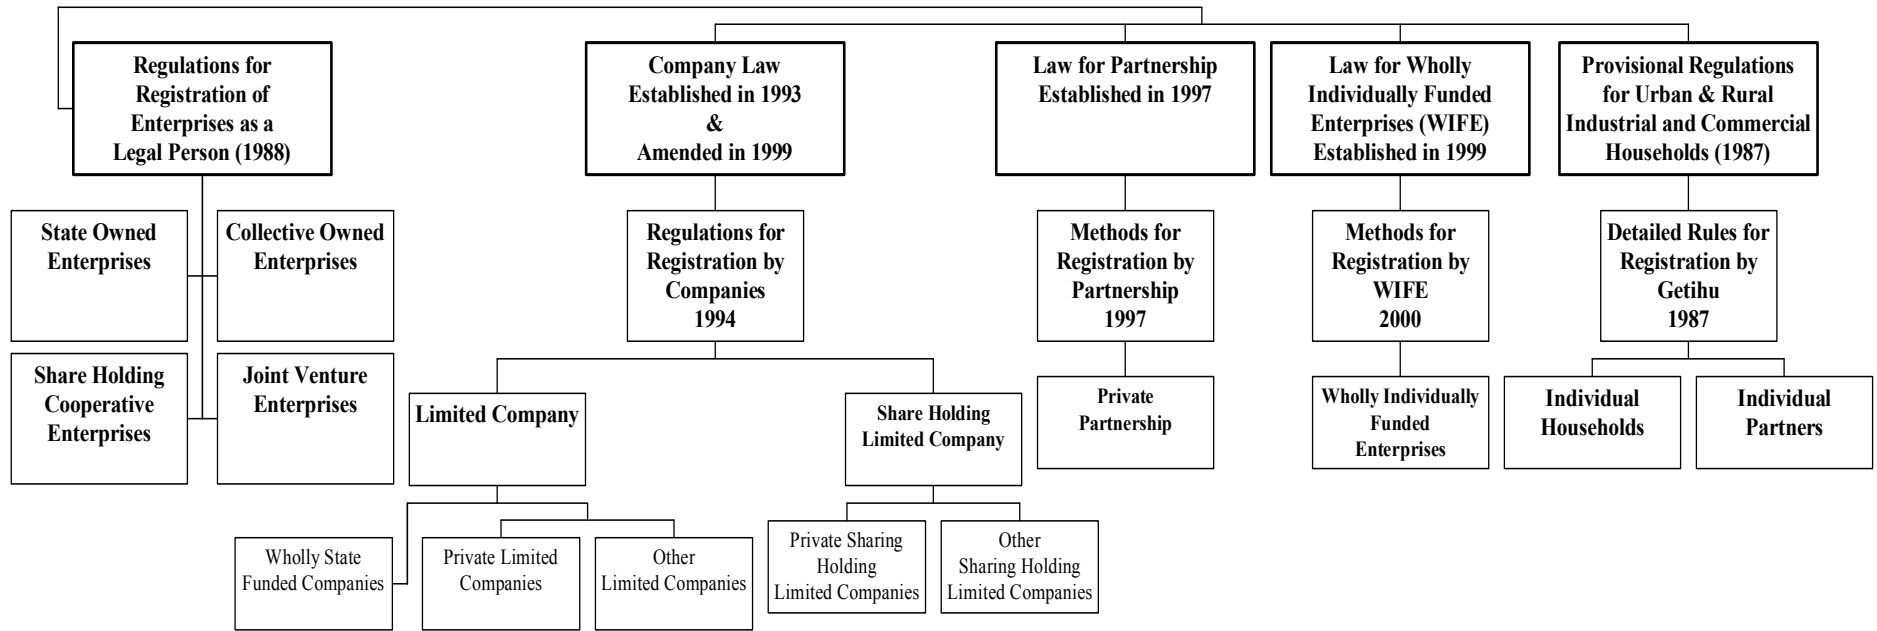 Regulations for
Registration of
Enterprises as a
Legal Person (1988)
Company Law
Established in 1993
&
Amended in 1999
Law for Partnership
Established in 1997
Law for Wholly
Individually Funded
Enterprises (WIFE)
Established in 1999
Provisional Regulations
for Urban & Rural
Industrial and Commercial
Households (1987)
State Owned
Enterprises
Collective Owned
Enterprises
Regulations for
Registration by
Companies
1994
Methods for
Registration by
Partnership
1997
Methods for
Registration by
WIFE
2000
Detailed Rules for
Registration by
Getihu
1987
Share Holding
Cooperative
Enterprises
Joint Venture
Enterprises
Limited Company
Share Holding
Limited Company
Private
Partnership
Wholly Individually
Funded
Enterprises
Individual
Households
Individual
Partners
Wholly State
Funded Companies
Private Limited
Companies
Other
Limited Companies
Private Sharing
Holding
Limited Companies
Other
Sharing Holding
Limited Companies